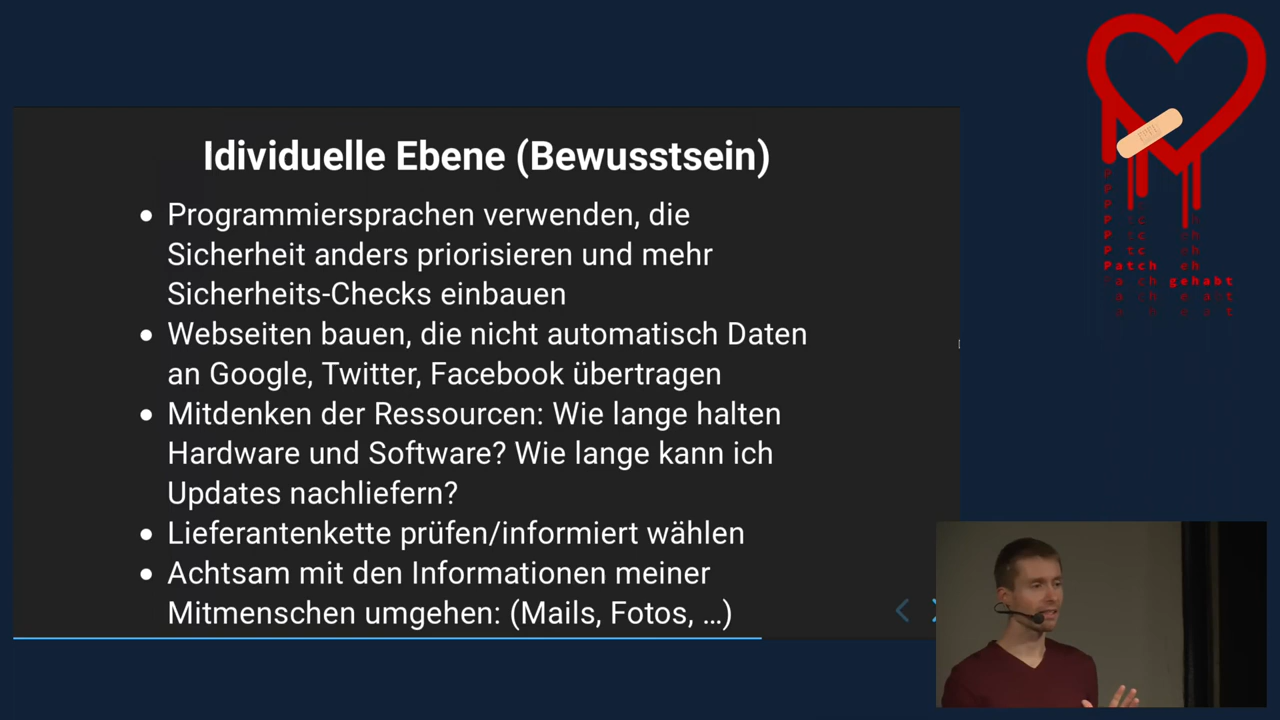 Idividuelle Ebene (Bewusstsein)
• Programmiersprachen verwenden, die
Sicherheit anders priorisieren und mehr
Sicherheits-Checks einbauen
• Webseiten bauen, die nicht automatisch Daten
an Google, Twitter, Facebook übertragen
• Mitdenken der Ressourcen: Wie lange halten
Hardware und Software? Wie lange kann ich
Updates nachliefern?
• Lieferantenkette prüfen/informiert wählen
• Achtsam mit den Informationen meiner
Mitmenschen umgehen: (Mails, Fotos, ...)
Patch
gehabt